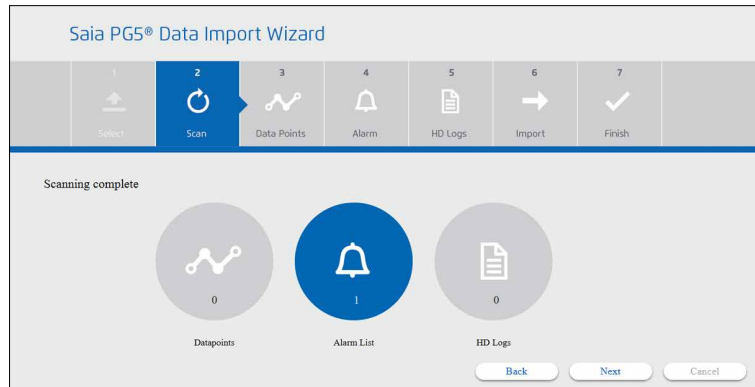 Saia PG5® Data Import Wizard
1 2 3 4 5 6 7
Select Scan Data Points Alarm HD Logs Import Finish
Scanning complete
0 1 0
Datapoints Alarm List HD Logs
Back Next Cancel